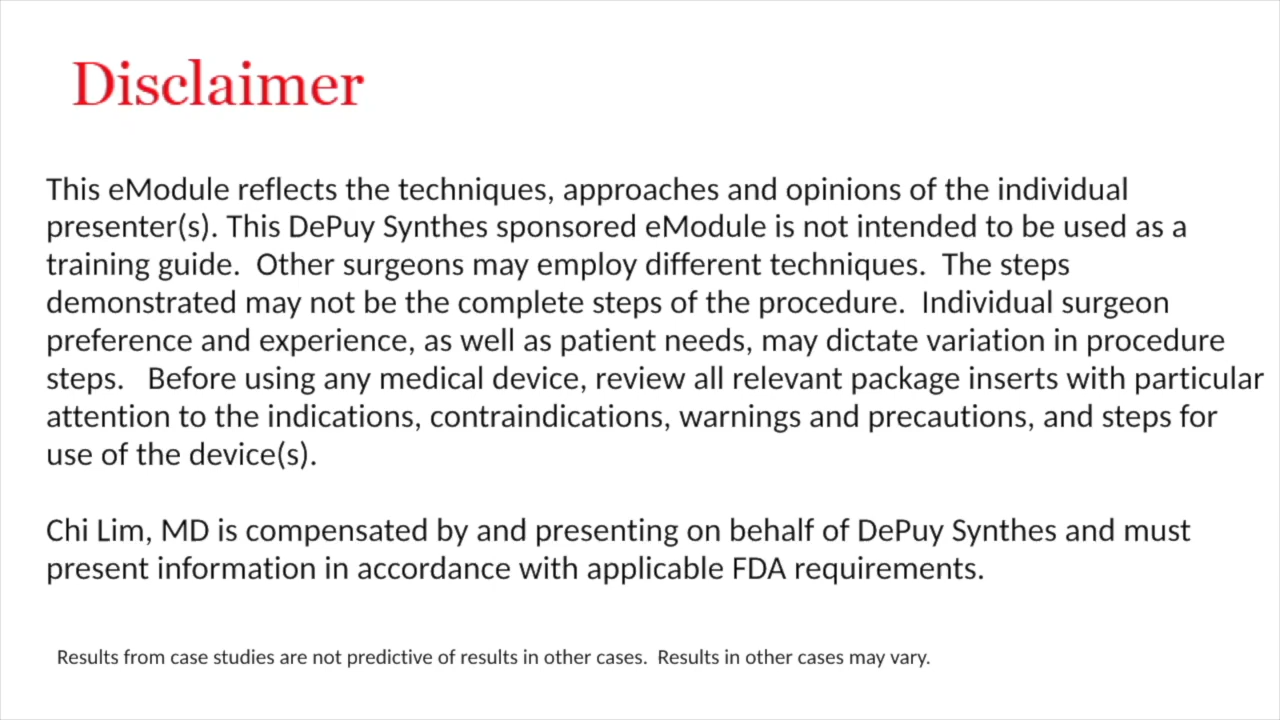 Disclaimer
This eModule reflects the techniques, approaches and opinions of the individual
presenter(s). This DePuy Synthes sponsored eModule is not intended to be used as a
training guide.  Other surgeons may employ different techniques.  The steps
demonstrated may not be the complete steps of the procedure.  Individual surgeon
preference and experience, as well as patient needs, may dictate variation in procedure
steps.   Before using any medical device, review all relevant package inserts with particular
attention to the indications, contraindications, warnings and precautions, and steps for
use of the device(s).
Chi Lim, MD is compensated by and presenting on behalf of DePuy Synthes and must
present information in accordance with applicable FDA requirements.
Results from case studies are not predictive of results in other cases.  Results in other cases may vary.